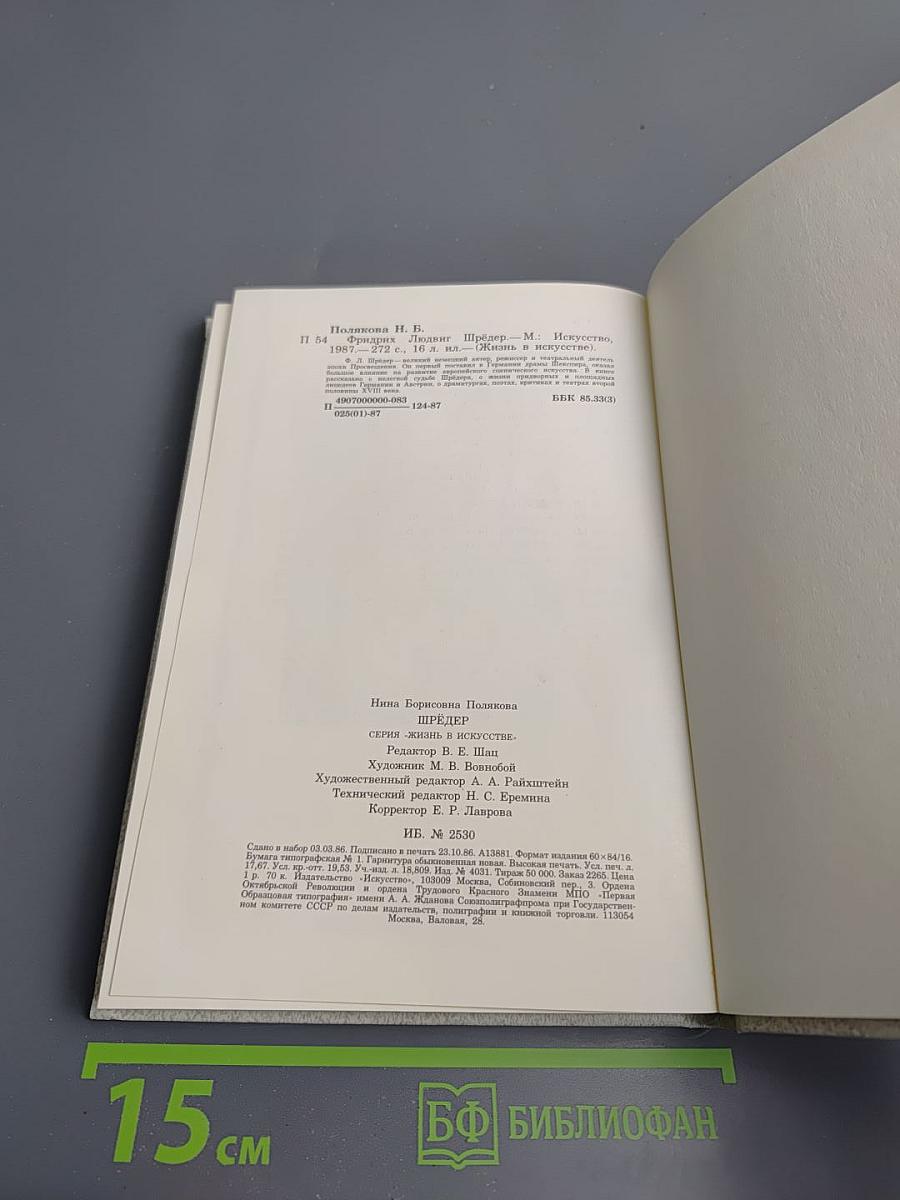 Полякова Н. Б.
П 54 Фридрих Людвиг Шрёдер.— М.: Искусство,
1987.— 272 с., 16 л. ил.— (Жизнь в искусстве).
Ф. Л. Шрёдер — великий немецкий актер, режиссер и театральный деятель
эпохи Просвещения. Он первый поставил в Германии драмы Шекспира, оказал
большое влияние на развитие европейского сценического искусства. В книге
рассказано о нелегкой судьбе Шрёдера, о жизни придворных и площадных
лицедеев Германии и Австрии, о драматургах, поэтах, критиках и театрах второй
половины XVIII века.
П 4907000000-083 124-87 ББК 85.33(3)
025(01)-87
Нина Борисовна Полякова
ШРЁДЕР
СЕРИЯ «ЖИЗНЬ В ИСКУССТВЕ»
Редактор В. Е. Шац
Художник М. В. Вовнобой
Художественный редактор А. А. Райхштейн
Технический редактор Н. С. Еремина
Корректор Е. Р. Лаврова
ИБ. № 2530
Сдано в набор 03.03.86. Подписано в печать 23.10.86. А13881. Формат издания 60×84/16.
Бумага типографская № 1. Гарнитура обыкновенная новая. Высокая печать. Усл. печ. л.
17,67. Усл. кр.-отт. 19,53. Уч.-изд. л. 18,809. Изд. № 4031. Тираж 50 000. Заказ 2265. Цена
1 р. 70 к. Издательство «Искусство», 103009 Москва, Собиновский пер., 3. Ордена
Октябрьской Революции и ордена Трудового Красного Знамени МПО «Первая
Образцовая типография» имени А. А. Жданова Союзполиграфпрома при Государствен-
ном комитете СССР по делам издательств, полиграфии и книжной торговли. 113054
Москва, Валовая, 28.
15 см БФ БИБЛИОФАН